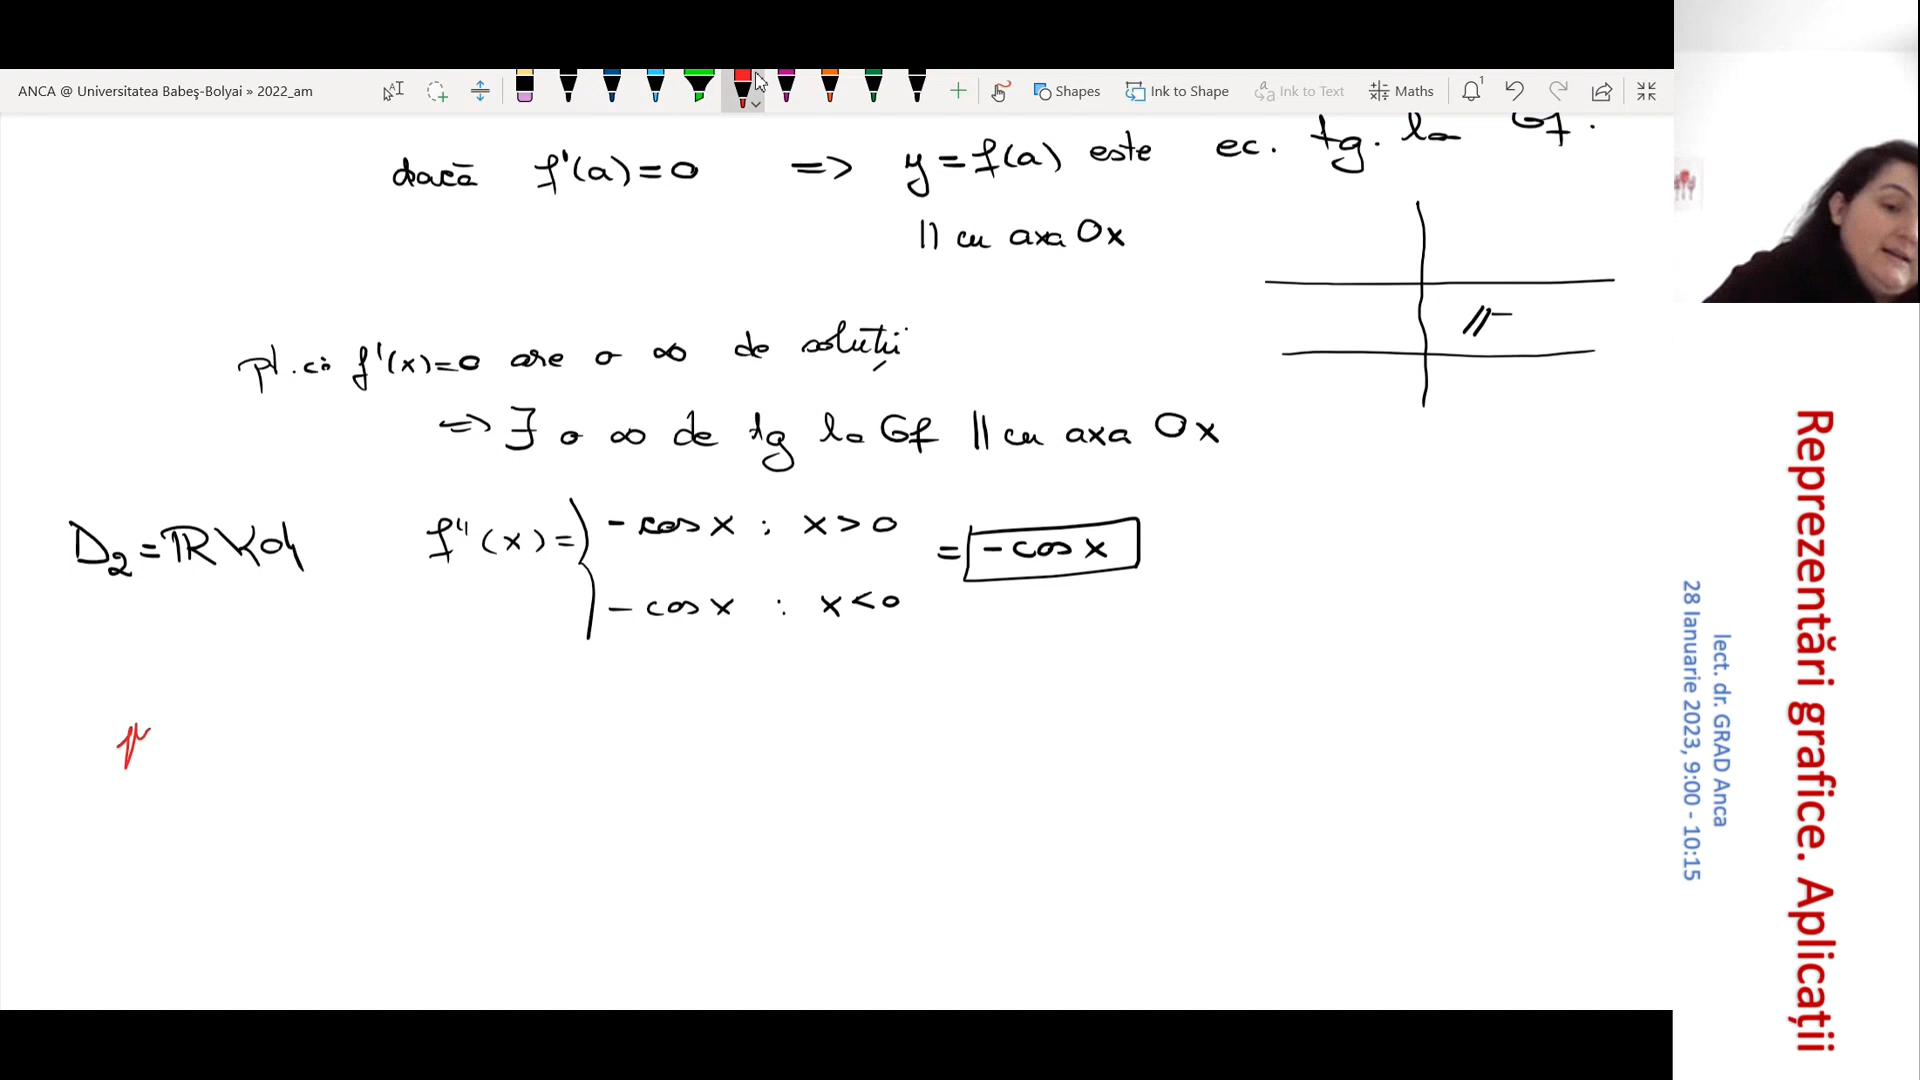 ANCA @ Universitatea Babeş-Bolyai » 2022_am
Shapes
Ink to Shape
Ink to Text
Maths
1
dacă f'(a)=0 => y=f(a) este ec. tg. la Gf.
|| cu axa Ox
pt. că f'(x)=0 are o ∞ de soluții
=> ∃ o ∞ de tg la Gf || cu axa Ox
D₂=ℝ\{0} f''(x)= { -cos x ; x>0 = -cos x
-cos x : x<0
Reprezentări grafice. Aplicații
lect. dr. GRAD Anca
28 Ianuarie 2023, 9:00 - 10:15